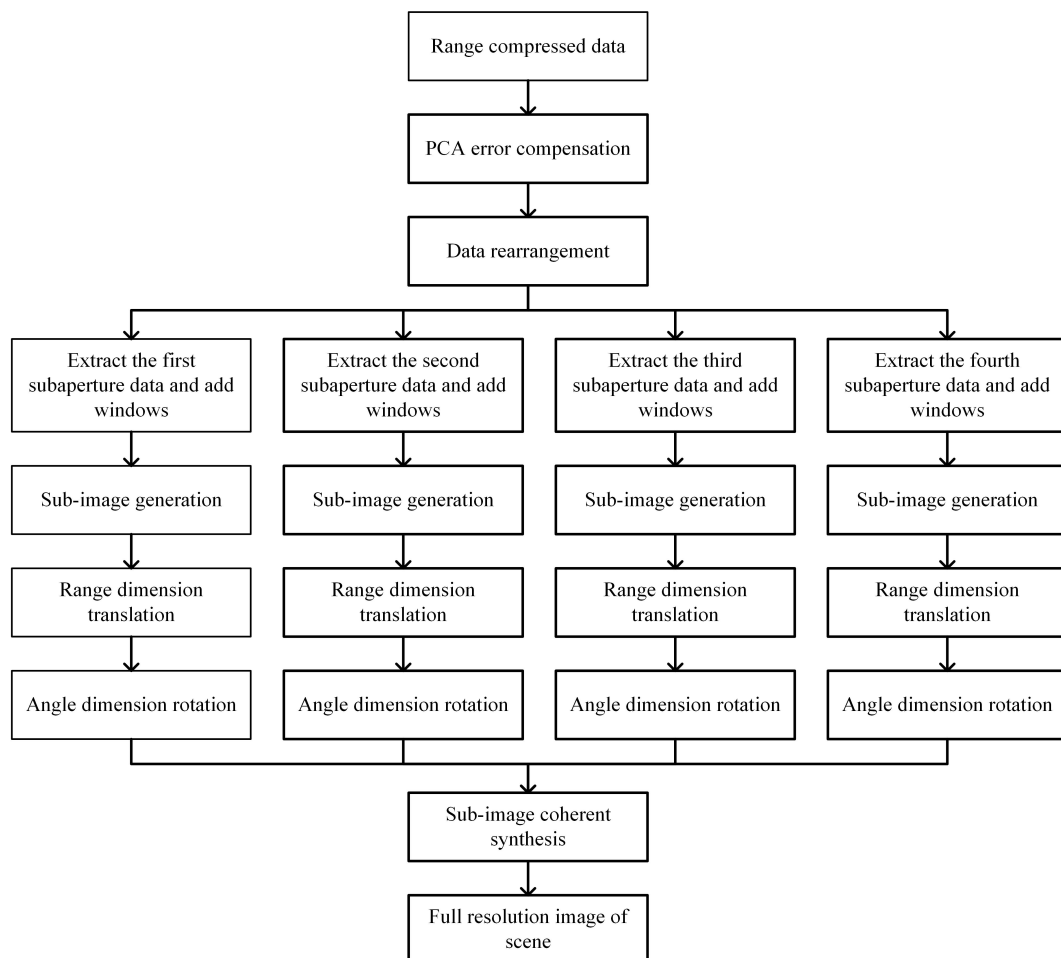 Range compressed data
PCA error compensation
Data rearrangement
Extract the first
subaperture data and add
windows
Extract the second
subaperture data and add
windows
Extract the third
subaperture data and add
windows
Extract the fourth
subaperture data and add
windows
Sub-image generation
Sub-image generation
Sub-image generation
Sub-image generation
Range dimension
translation
Range dimension
translation
Range dimension
translation
Range dimension
translation
Angle dimension rotation
Angle dimension rotation
Angle dimension rotation
Angle dimension rotation
Sub-image coherent
synthesis
Full resolution image of
scene